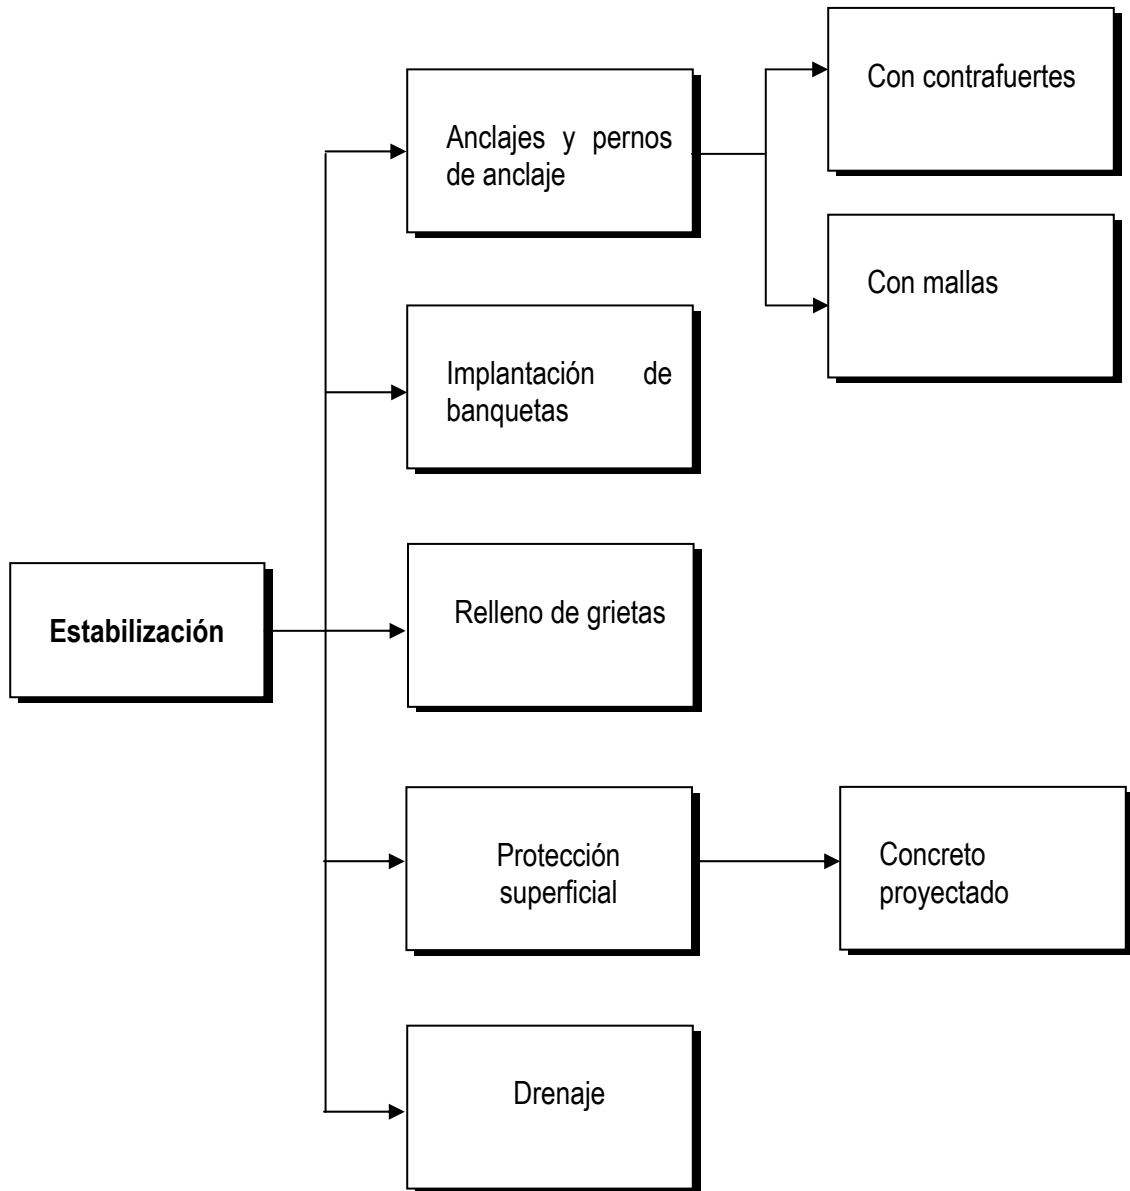 Con contrafuertes
Anclajes y pernos
de anclaje
Con mallas
Implantación de
banquetas
Relleno de grietas
Estabilización
Protección
superficial
Concreto
proyectado
Drenaje